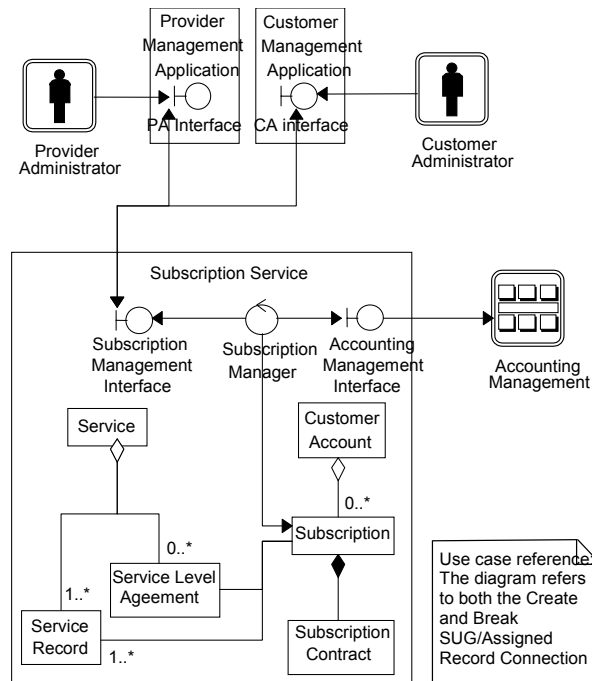 Provider
Management
Application
PA Interface
Customer
Management
Application
CA interface
Provider
Administrator
Customer
Administrator
Subscription Service
Subscription
Management
Interface
Subscription
Manager
Accounting
Management
Interface
Accounting
Management
Service
Customer
Account
0..*
0..*
Subscription
1..*
Service Level
Ageement
Service
Record
1..*
Subscription
Contract
Use case reference:
The diagram refers
to both the Create
and Break
SUG/Assigned
Record Connection